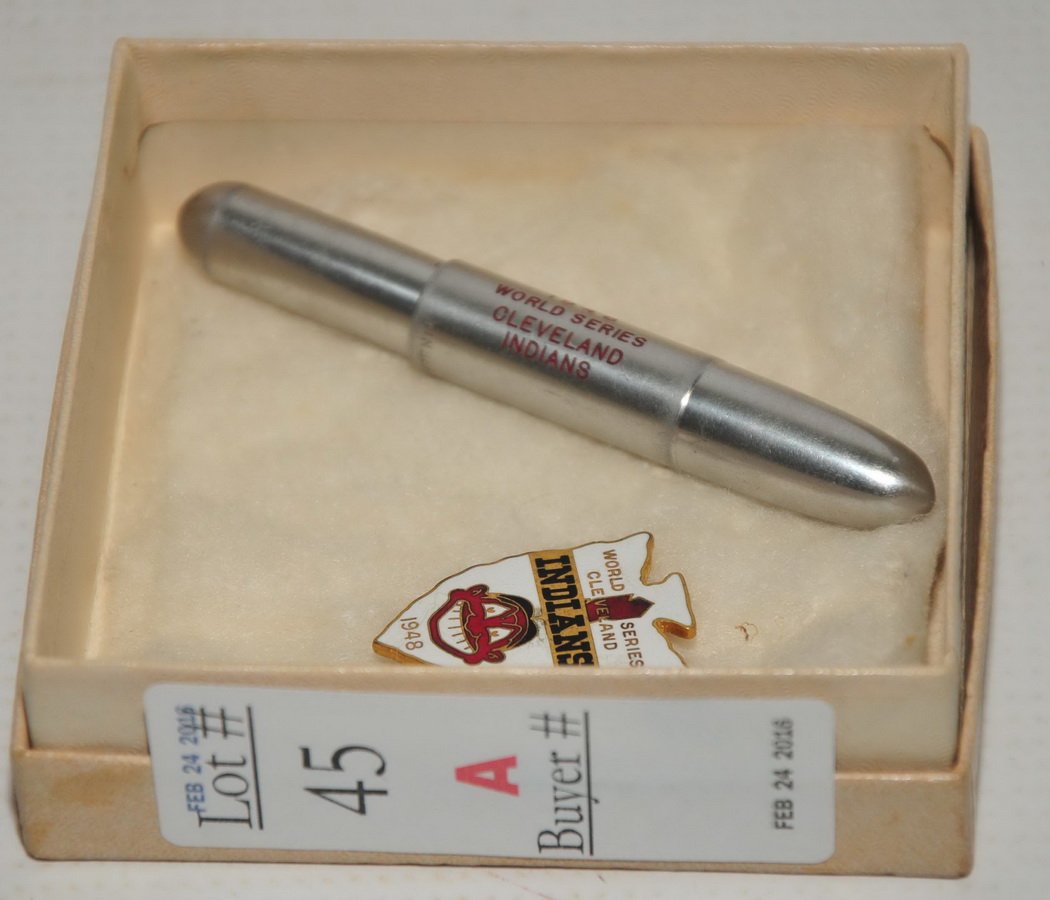 WORLD SERIES
CLEVELAND
INDIANS
WORLD SERIES
CLEVELAND
INDIANS
1948
FEB 24 2016
Lot #
45
A
Buyer #
FEB 24 2016